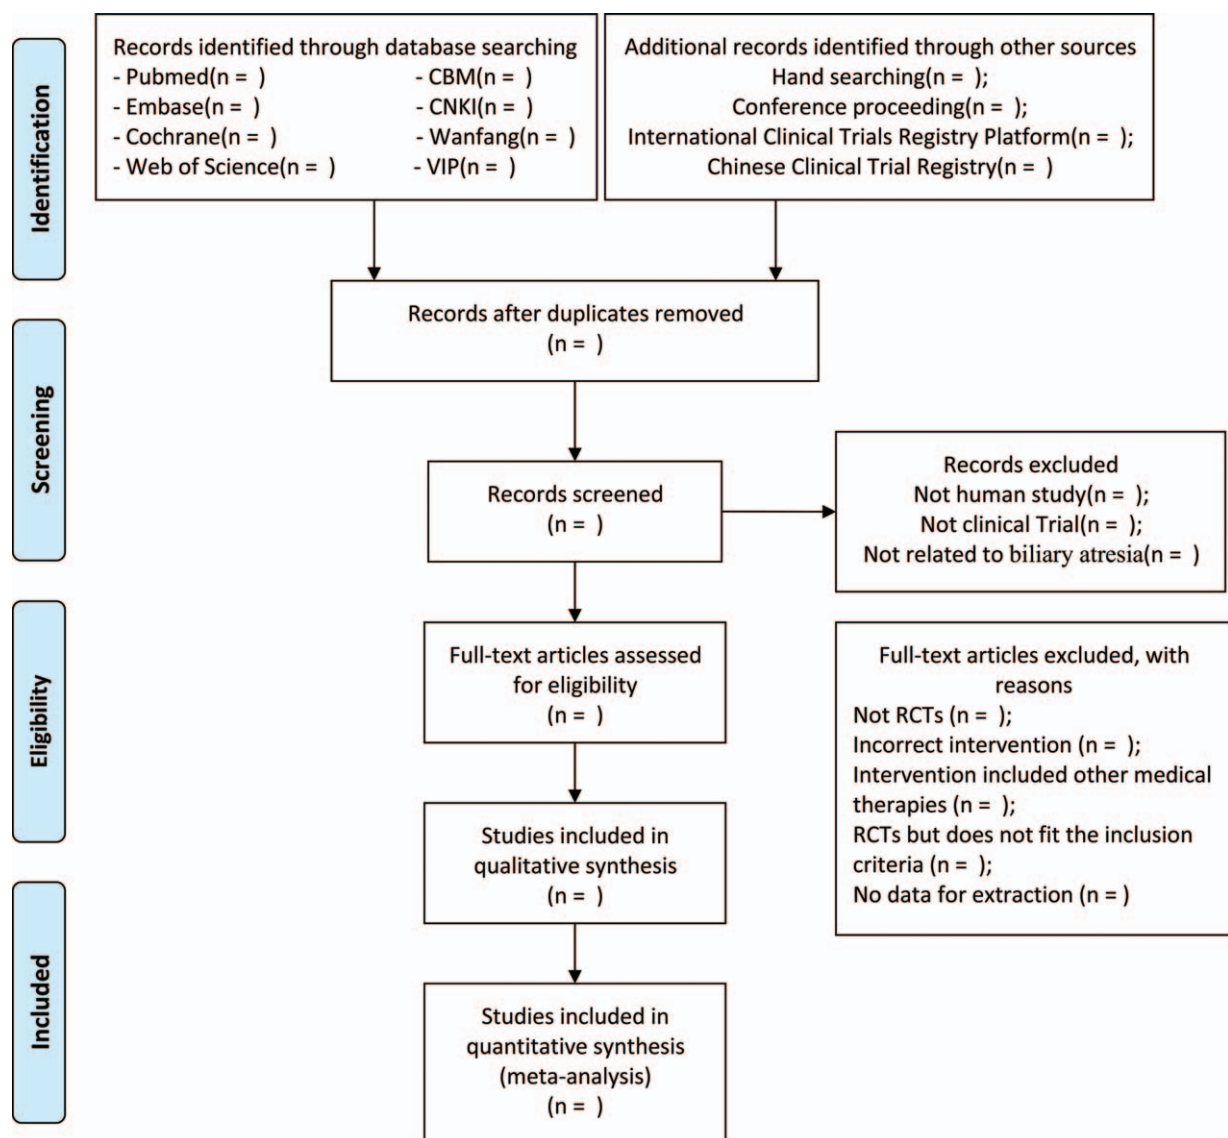 Identification
Records identified through database searching
- Pubmed(n =  )
- CBM(n =  )
- Embase(n =  )
- CNKI(n =  )
- Cochrane(n =  )
- Wanfang(n =  )
- Web of Science(n =  )
- VIP(n =  )
Additional records identified through other sources
Hand searching(n =  );
Conference proceeding(n =  );
International Clinical Trials Registry Platform(n =  );
Chinese Clinical Trial Registry(n =  )
Records after duplicates removed
(n =  )
Screening
Records screened
(n =  )
Records excluded
Not human study(n =  );
Not clinical Trial(n =  );
Not related to biliary atresia(n =  )
Eligibility
Full-text articles assessed
for eligibility
(n =  )
Full-text articles excluded, with
reasons
Not RCTs (n =  );
Incorrect intervention (n =  );
Intervention included other medical
therapies (n =  );
RCTs but does not fit the inclusion
criteria (n =  );
No data for extraction (n = )
Studies included in
qualitative synthesis
(n =  )
Included
Studies included in
quantitative synthesis
(meta-analysis)
(n =  )